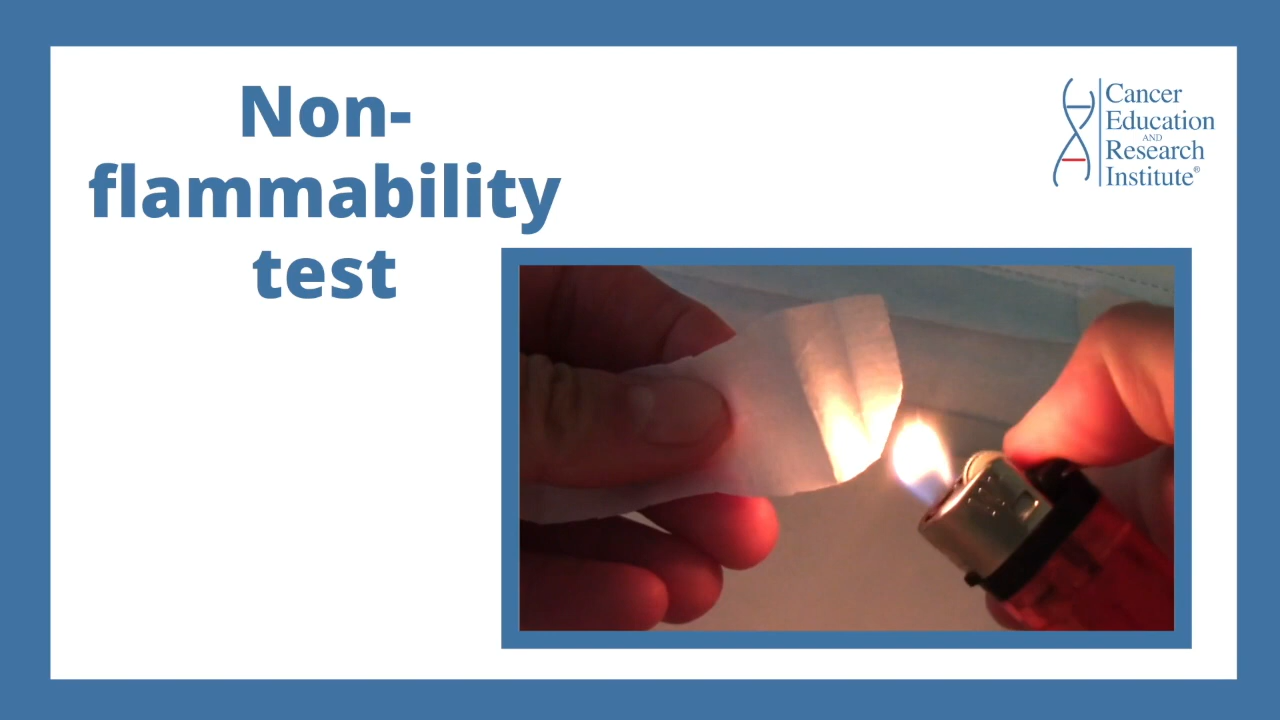 Non-
flammability
test
Cancer
Education
AND
Research
Institute®